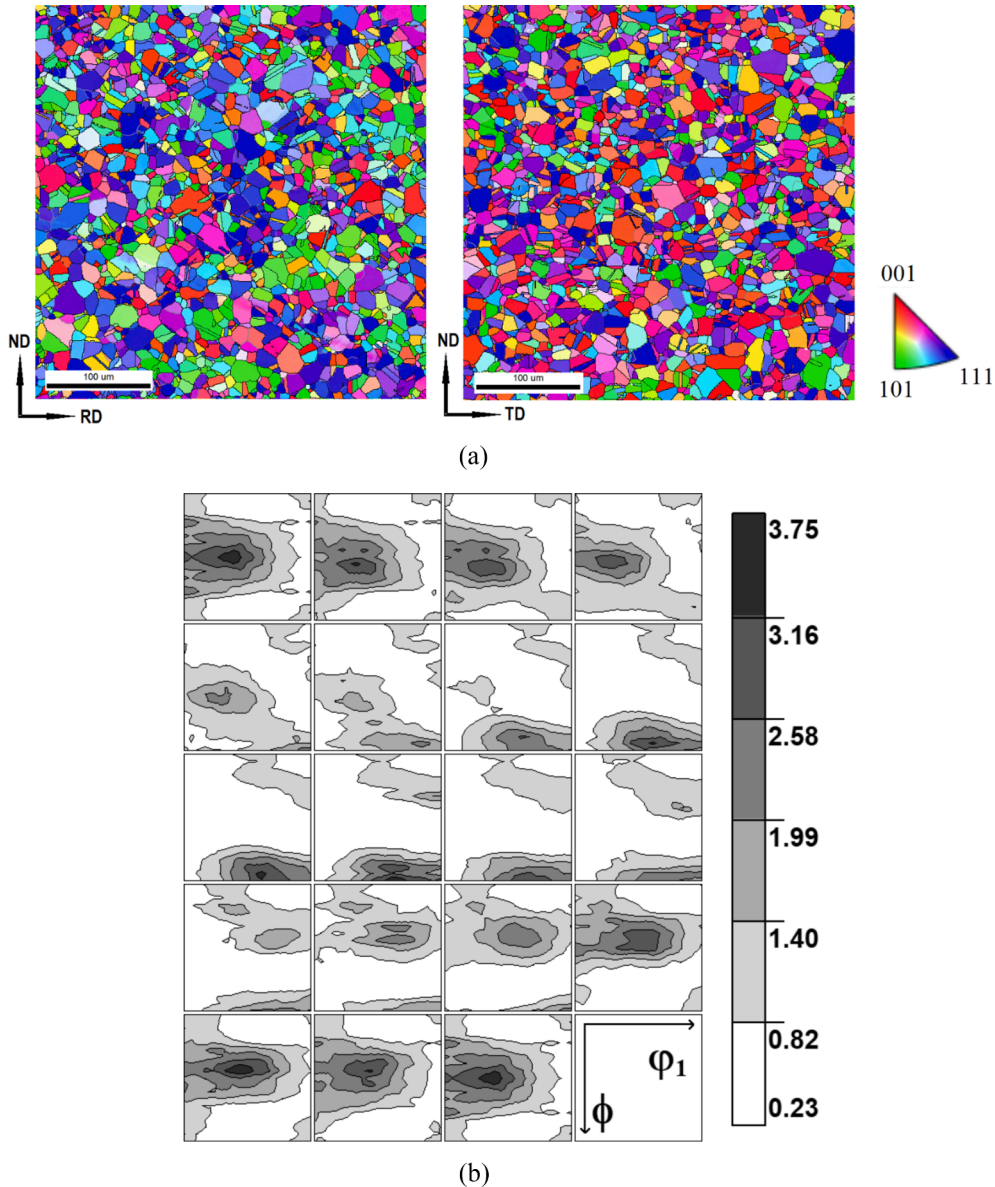 ND
100 um
RD
ND
100 um
TD
001
101
111
(a)
3.75
3.16
2.58
1.99
1.40
0.82
0.23
φ1
ϕ
(b)